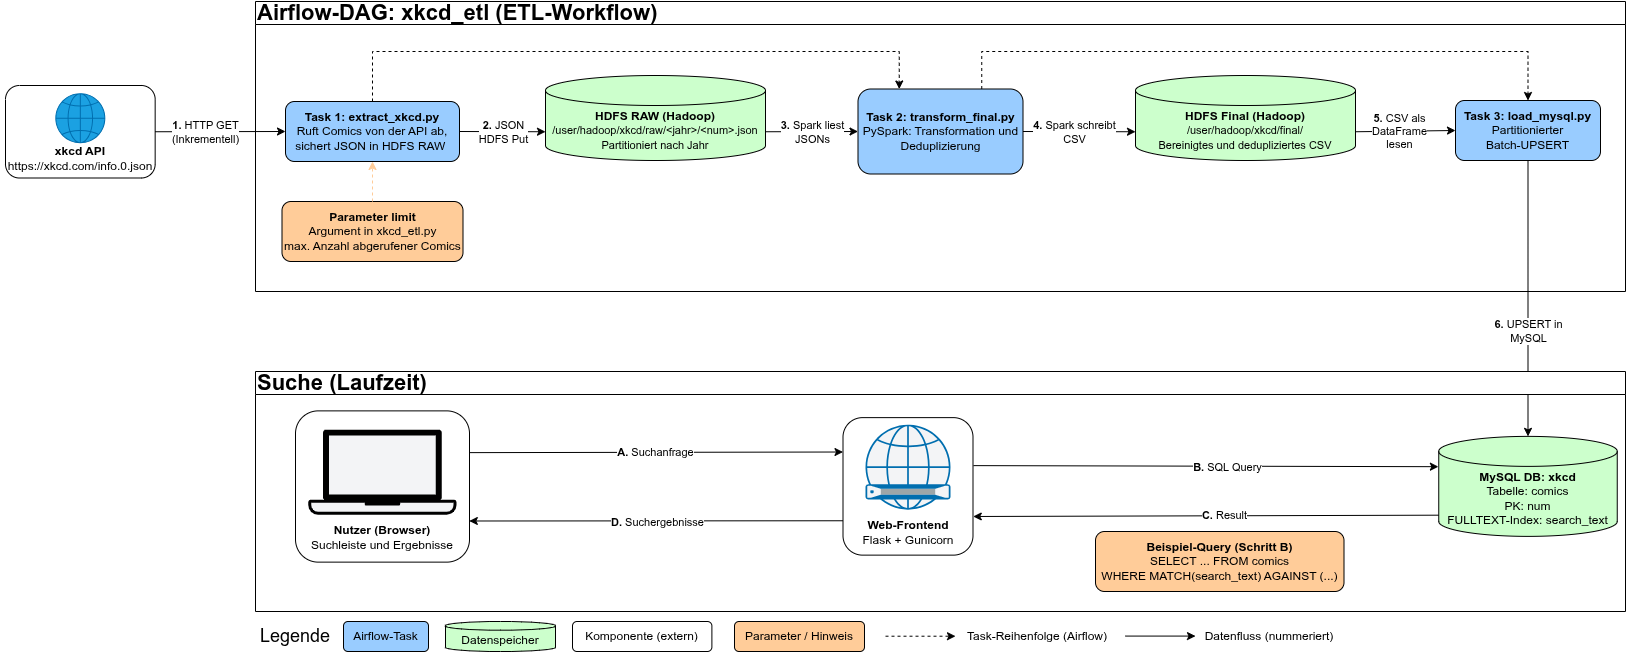 Airflow-DAG: xkcd_etl (ETL-Workflow)
xkcd API
https://xkcd.com/info.0.json
1. HTTP GET
(Inkrementell)
Task 1: extract_xkcd.py
Ruft Comics von der API ab,
sichert JSON in HDFS RAW
2. JSON
HDFS Put
HDFS RAW (Hadoop)
/user/hadoop/xkcd/raw/<jahr>/<num>.json
Partitioniert nach Jahr
3. Spark liest
JSONs
Task 2: transform_final.py
PySpark: Transformation und
Deduplizierung
4. Spark schreibt
CSV
HDFS Final (Hadoop)
/user/hadoop/xkcd/final/
Bereinigtes und dedupliziertes CSV
5. CSV als
DataFrame
lesen
Task 3: load_mysql.py
Partitionierter
Batch-UPSERT
Parameter limit
Argument in xkcd_etl.py
max. Anzahl abgerufener Comics
6. UPSERT in
MySQL
Suche (Laufzeit)
Nutzer (Browser)
Suchleiste und Ergebnisse
A. Suchanfrage
D. Suchergebnisse
Web-Frontend
Flask + Gunicorn
B. SQL Query
C. Result
MySQL DB: xkcd
Tabelle: comics
PK: num
FULLTEXT-Index: search_text
Beispiel-Query (Schritt B)
SELECT ... FROM comics
WHERE MATCH(search_text) AGAINST (...)
Legende
Airflow-Task
Datenspeicher
Komponente (extern)
Parameter / Hinweis
Task-Reihenfolge (Airflow)
Datenfluss (nummeriert)